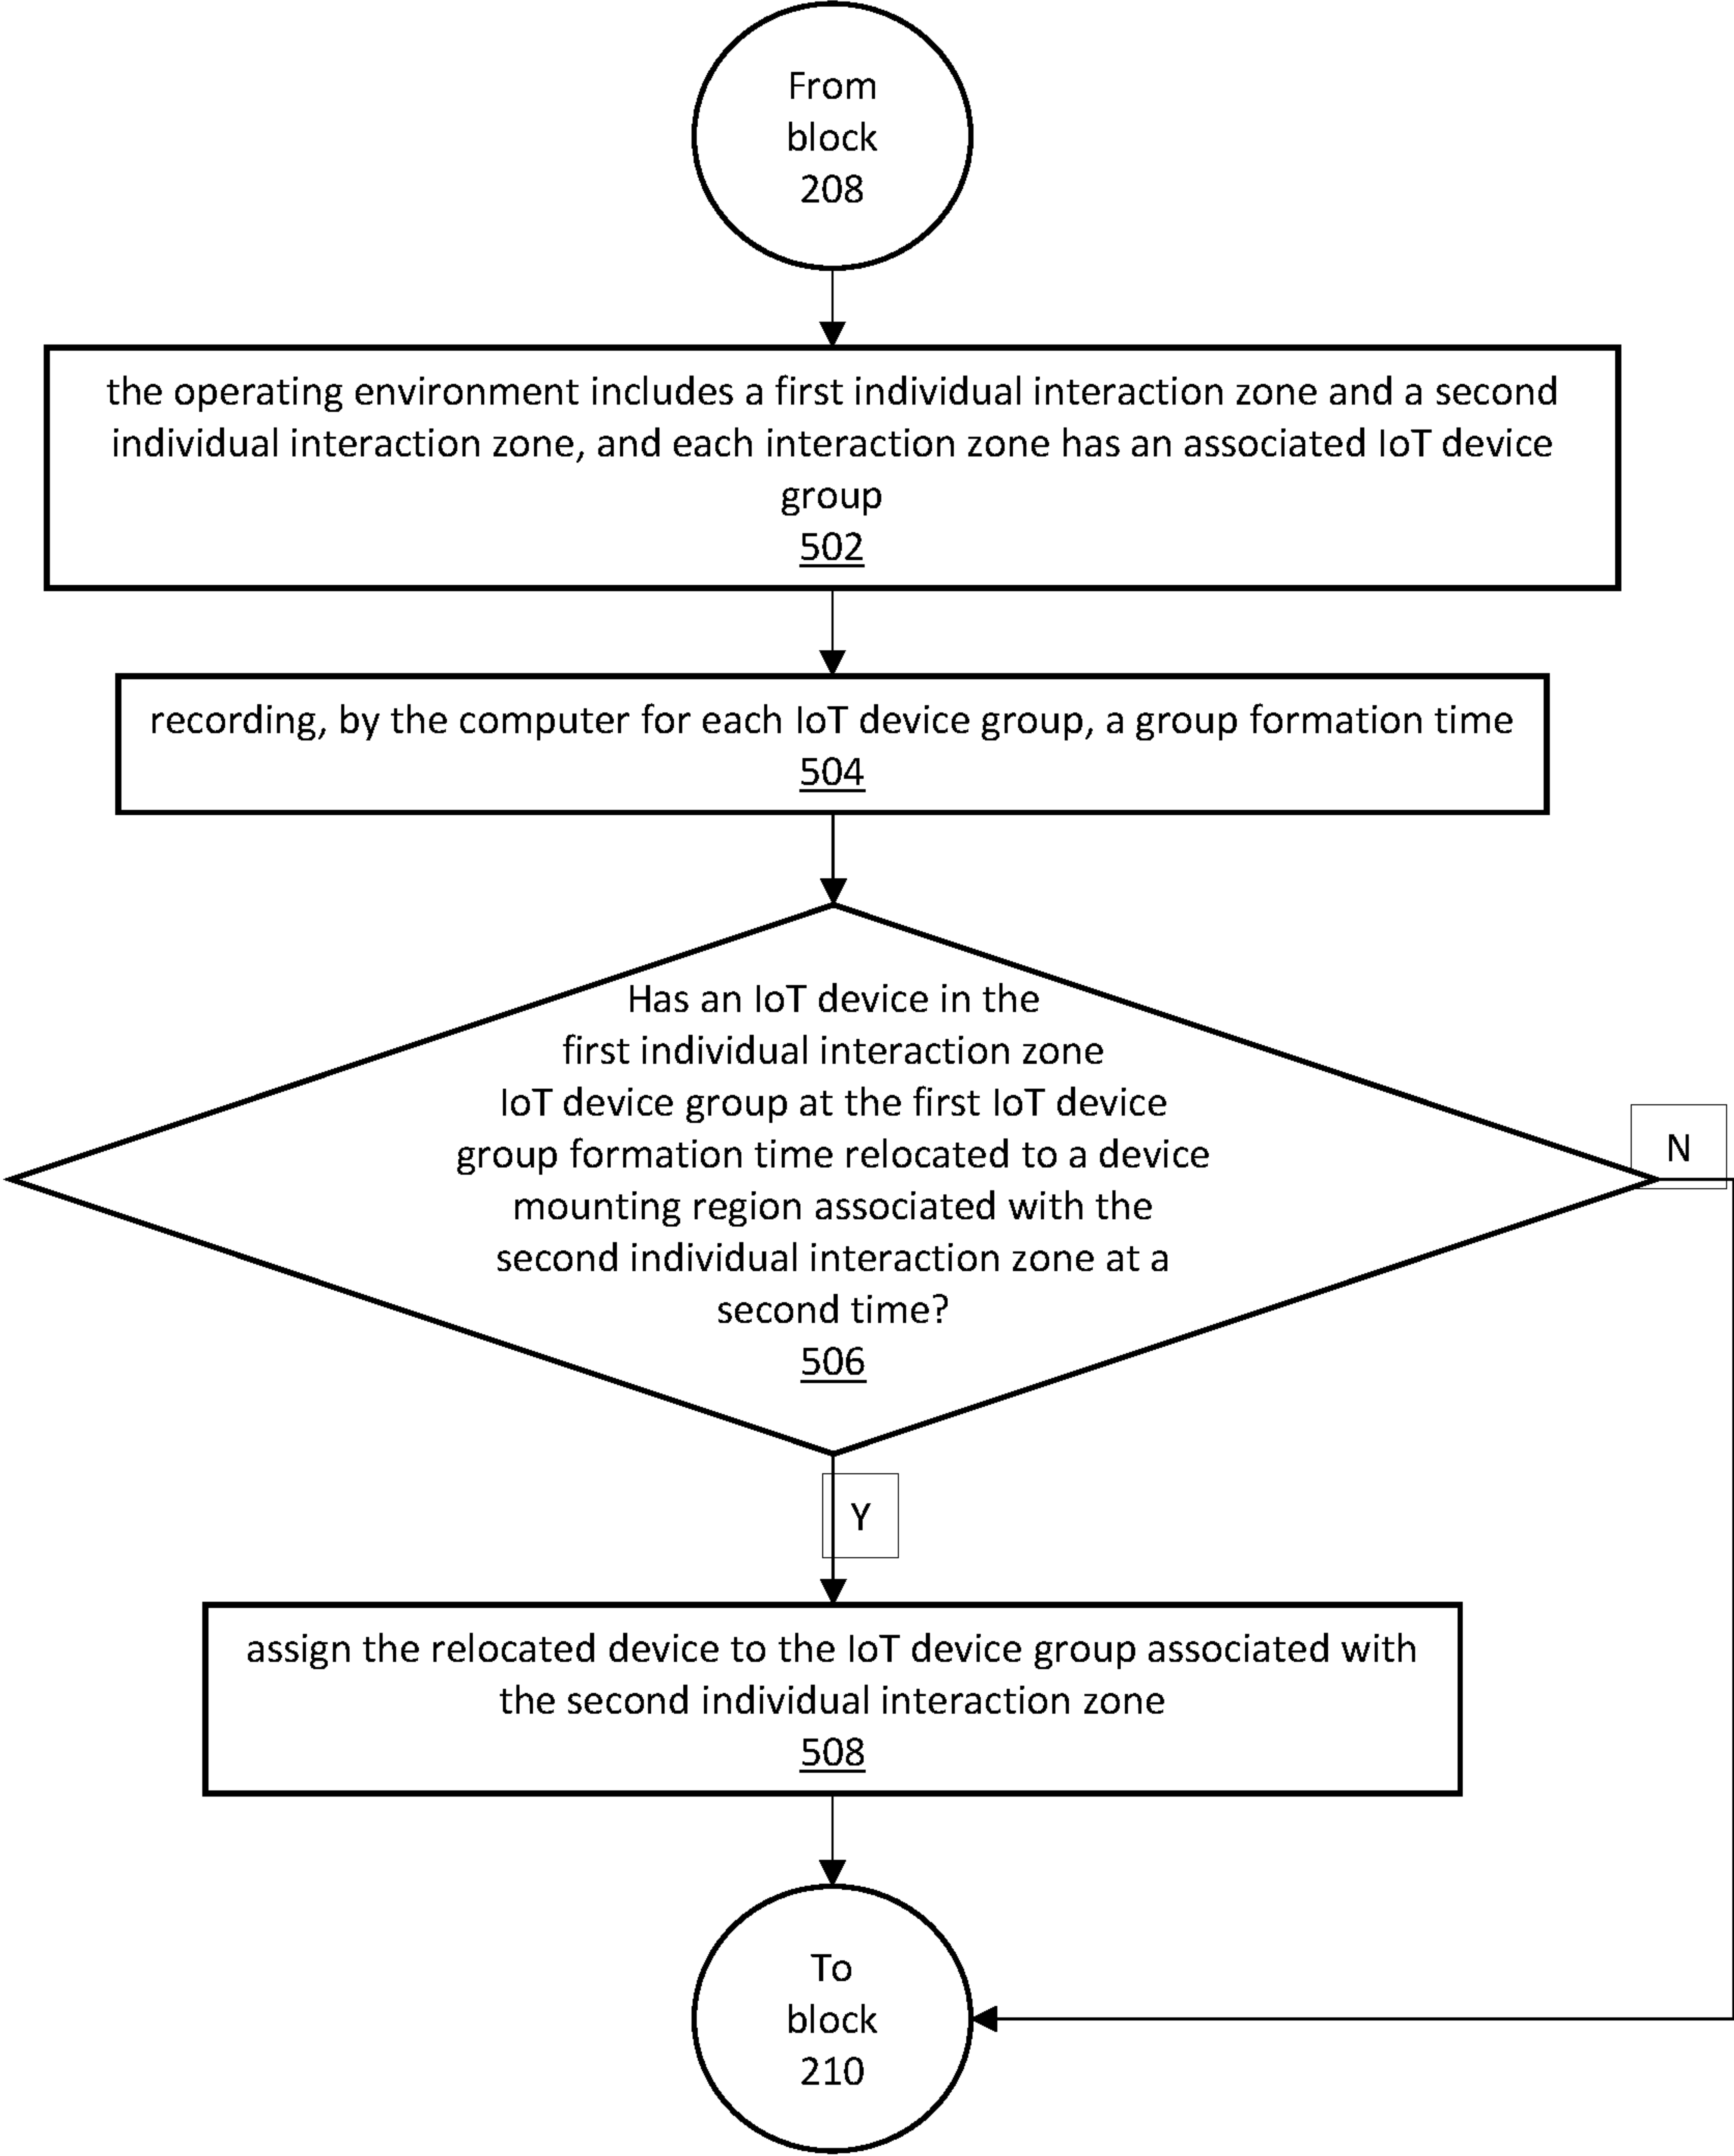 From
block
208
the operating environment includes a first individual interaction zone and a second
individual interaction zone, and each interaction zone has an associated IoT device
group
502
recording, by the computer for each IoT device group, a group formation time
504
Has an IoT device in the
first individual interaction zone
IoT device group at the first IoT device
group formation time relocated to a device
mounting region associated with the
second individual interaction zone at a
second time?
506
N
Y
assign the relocated device to the IoT device group associated with
the second individual interaction zone
508
To
block
210